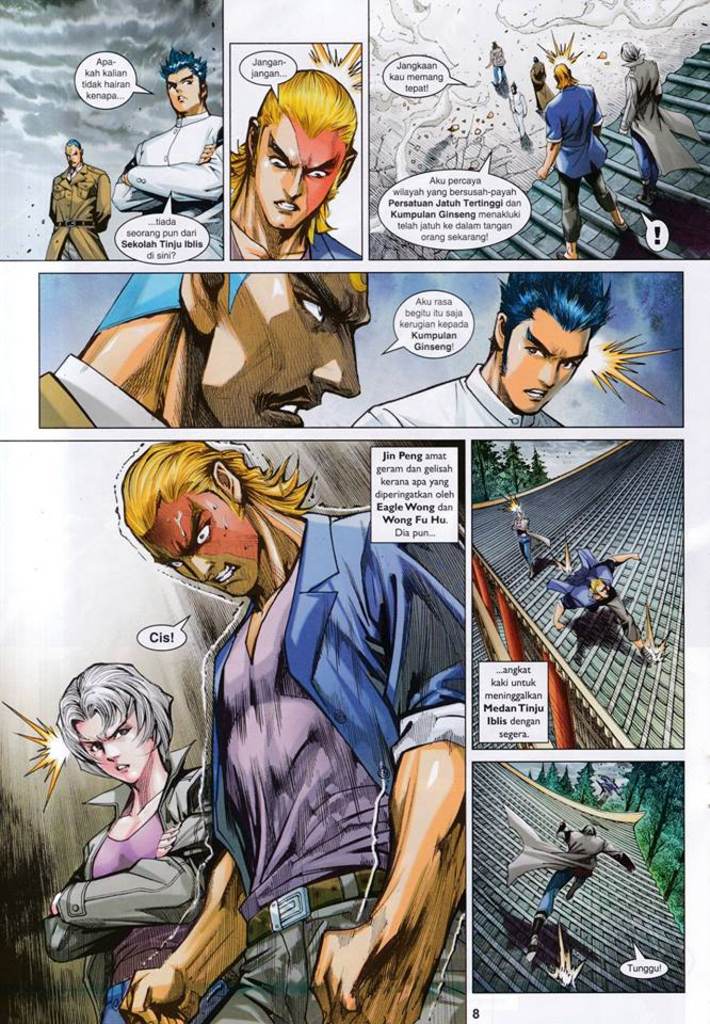 Apa-
kah kalian
tidak hairan
kenapa...
...tiada
seorang pun dari
Sekolah Tinju Iblis
di sini?
Jangan-
jangan...
Jangkaan
kau memang
tepat!
Aku percaya
wilayah yang bersusah-payah
Persatuan Jatuh Tertinggi dan
Kumpulan Ginseng menakluki
telah jatuh ke dalam tangan
orang sekarang!
!
Aku rasa
begitu itu saja
kerugian kepada
Kumpulan
Ginseng!
Jin Peng amat
geram dan gelisah
kerana apa yang
diperingatkan oleh
Eagle Wong dan
Wong Fu Hu.
Dia pun...
Cis!
...angkat
kaki untuk
meninggalkan
Medan Tinju
Iblis dengan
segera.
Tunggu!
8